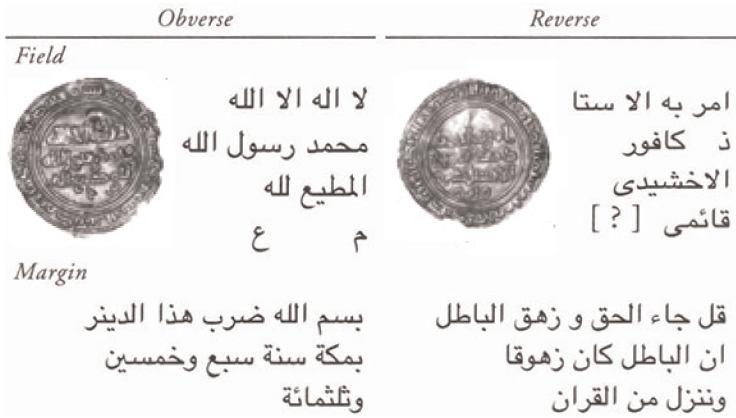 Obverse
Reverse
Field
لا اله الا الله
محمد رسول الله
المطيع لله
م ع
امر به الا ستا
ذ كافور
الاخشيدى
قائمى [ ? ]
Margin
بسم الله ضرب هذا الدينر
بمكة سنة سبع وخمسين
وثلثمائة
قل جاء الحق و زهق الباطل
ان الباطل كان زهوقا
وننزل من القران